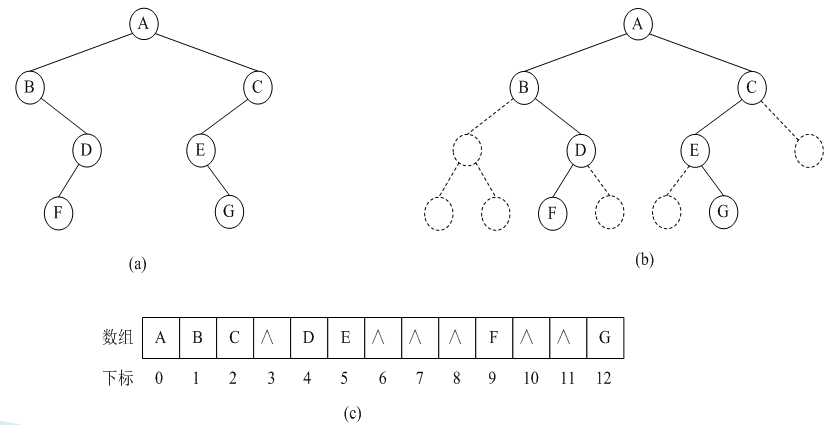 A A
B C B C
D E D E
F G F G
(a) (b)
数组 A B C ∧ D E ∧ ∧ ∧ F ∧ ∧ G
下标 0 1 2 3 4 5 6 7 8 9 10 11 12
(c)